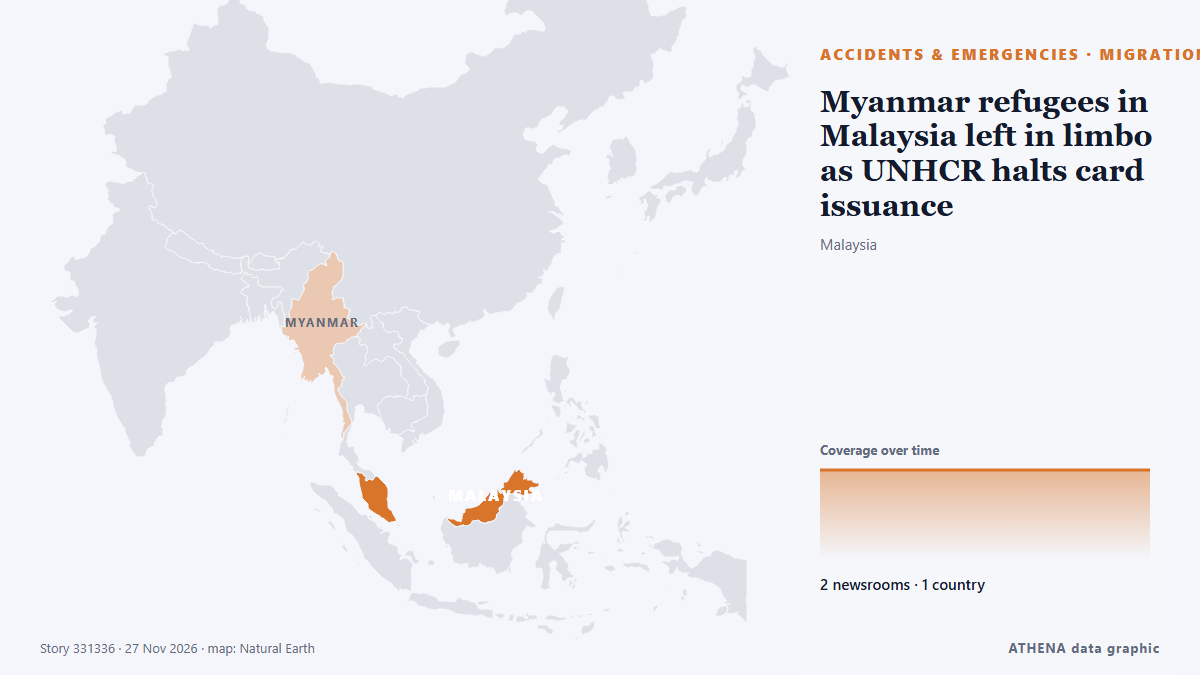 ACCIDENTS & EMERGENCIES · MIGRATION
Myanmar refugees in
Malaysia left in limbo
as UNHCR halts card
issuance
Malaysia
MYANMAR
MALAYSIA
Coverage over time
2 newsrooms · 1 country
Story 331336 · 27 Nov 2026 · map: Natural Earth
ATHENA data graphic